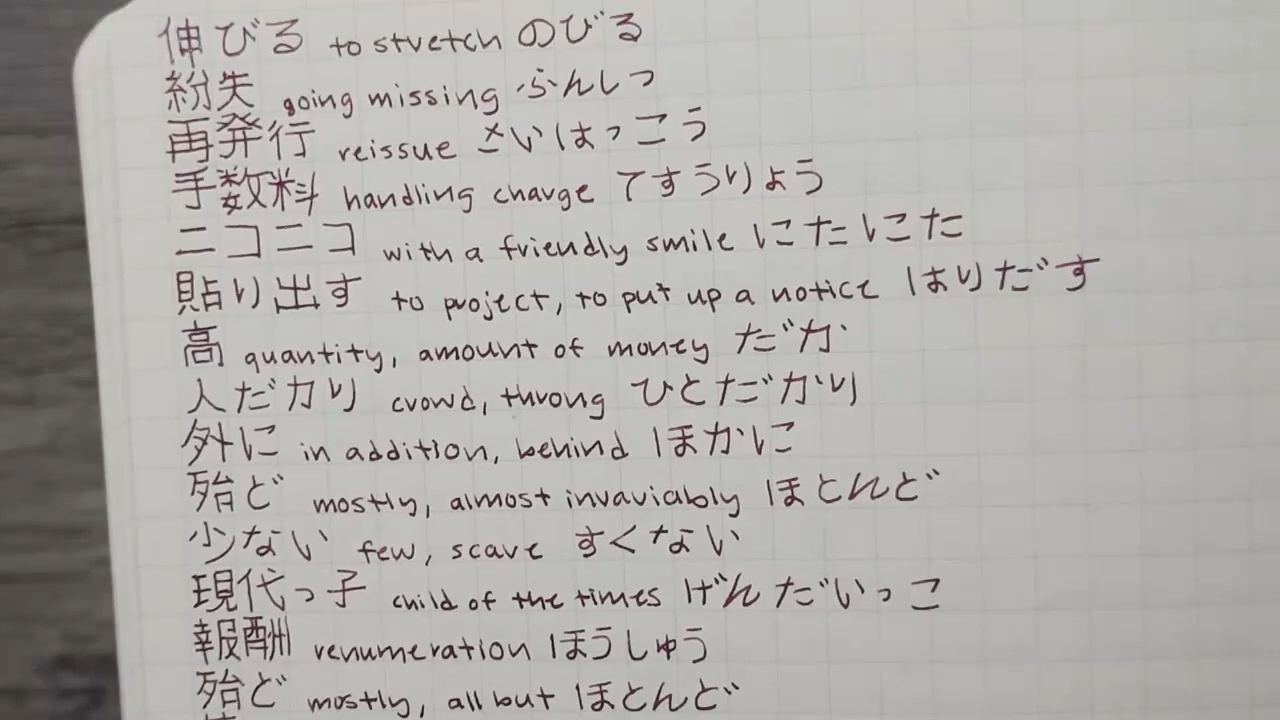 伸びる to stretch のびる
紛失 going missing ふんしつ
再発行 reissue さいはっこう
手数料 handling charge てすうりょう
ニコニコ with a friendly smile にこたにこた
貼り出す to project, to put up a notice はりだす
高 quantity, amount of money だか
人だカり crowd, throng ひとだかり
外に in addition, behind ほかに
殆ど mostly, almost invariably ほとんど
少ない few, scave すくない
現代っ子 child of the times げんだいっこ
報酬 renumeration ほうしゅう
殆ど mostly, all but ほとんど